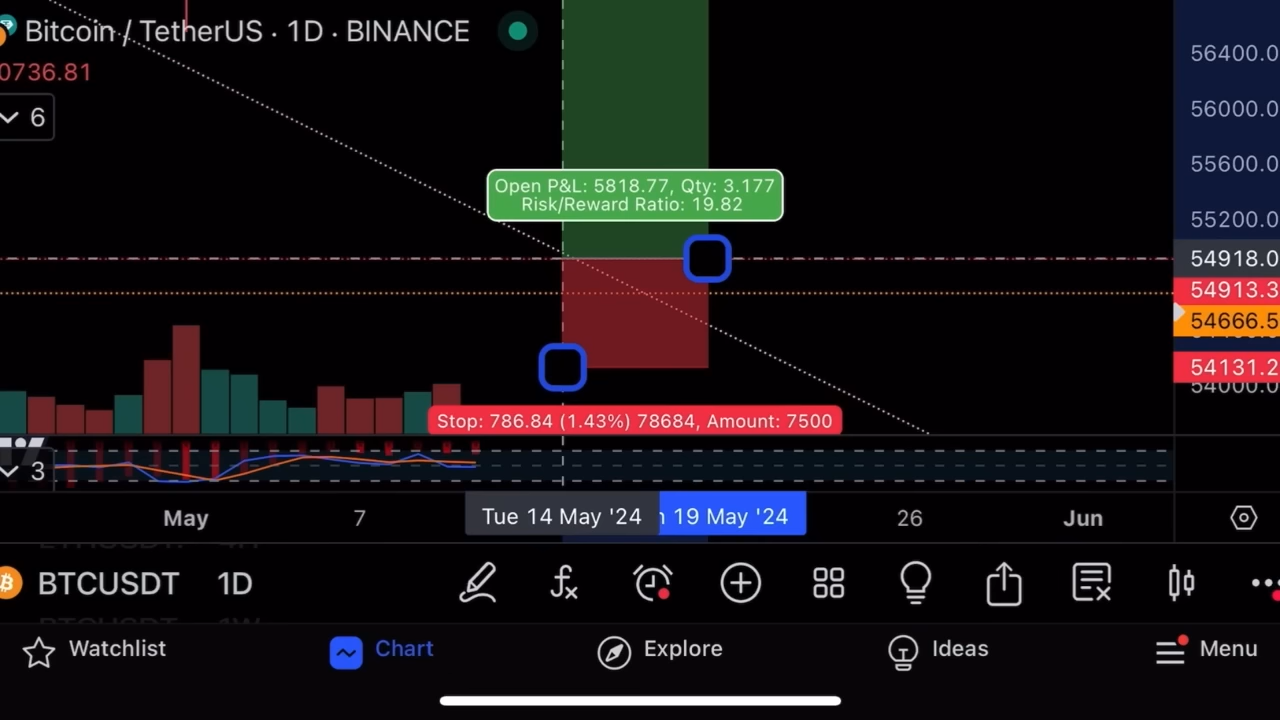 Bitcoin / TetherUS · 1D · BINANCE
0736.81
6
56400.0
56000.0
55600.0
55200.0
54918.0
54913.3
54666.5
54131.2
54000.0
Open P&L: 5818.77, Qty: 3.177
Risk/Reward Ratio: 19.82
Stop: 786.84 (1.43%) 78684, Amount: 7500
3
May 7 26 Jun
Tue 14 May '24
19 May '24
BTCUSDT 1D
Watchlist
Chart
Explore
Ideas
Menu